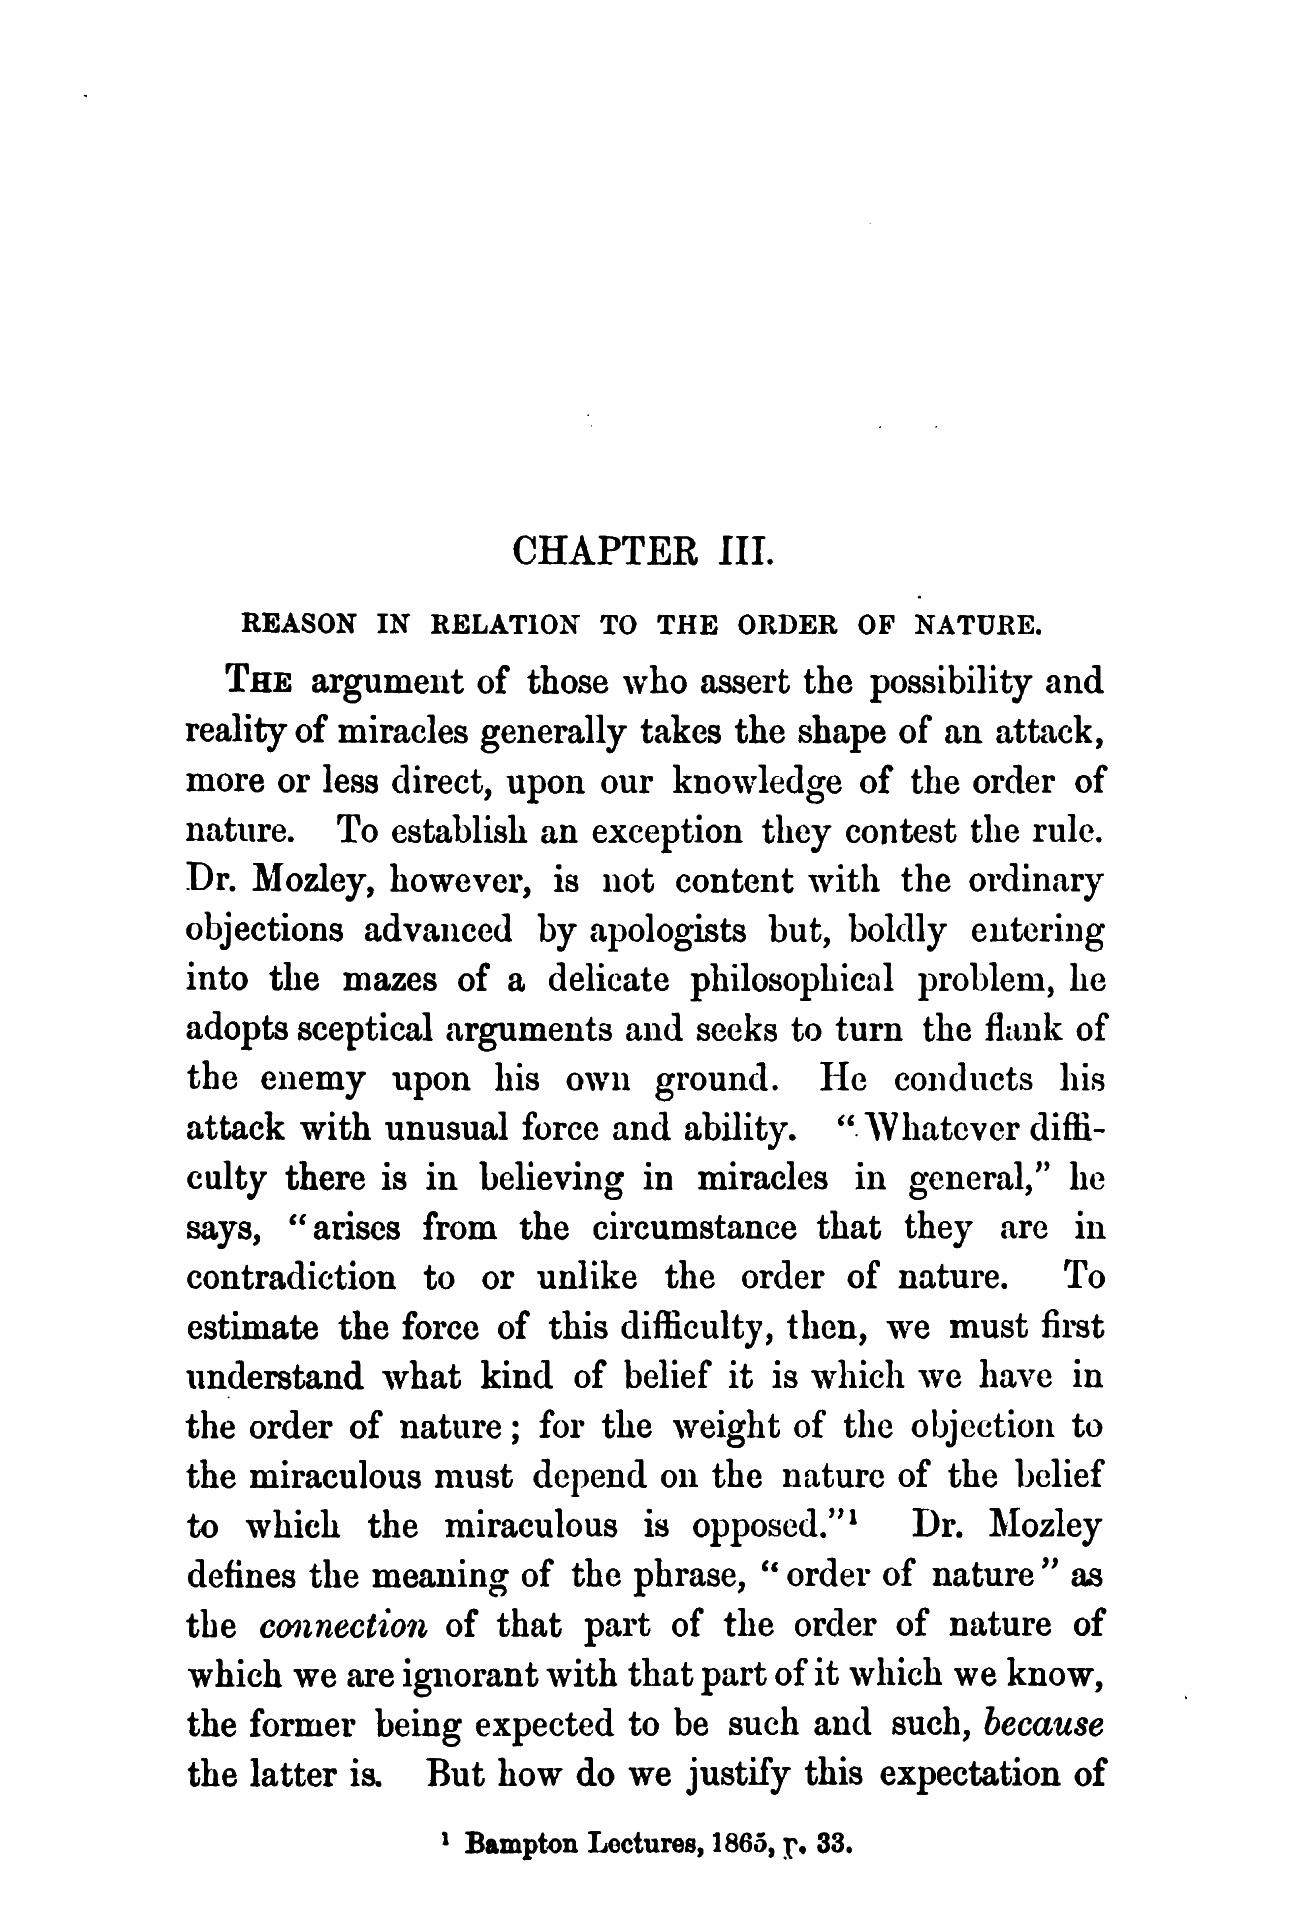 CHAPTER III.
REASON IN RELATION TO THE ORDER OF NATURE.
THE argument of those who assert the possibility and
reality of miracles generally takes the shape of an attack,
more or less direct, upon our knowledge of the order of
nature. To establish an exception they contest the rule.
Dr. Mozley, however, is not content with the ordinary
objections advanced by apologists but, boldly entering
into the mazes of a delicate philosophical problem, he
adopts sceptical arguments and seeks to turn the flank of
the enemy upon his own ground. He conducts his
attack with unusual force and ability. “Whatever diffi-
culty there is in believing in miracles in general,” he
says, “arises from the circumstance that they are in
contradiction to or unlike the order of nature. To
estimate the force of this difficulty, then, we must first
understand what kind of belief it is which we have in
the order of nature; for the weight of the objection to
the miraculous must depend on the nature of the belief
to which the miraculous is opposed.”¹ Dr. Mozley
defines the meaning of the phrase, “order of nature” as
the connection of that part of the order of nature of
which we are ignorant with that part of it which we know,
the former being expected to be such and such, because
the latter is. But how do we justify this expectation of
¹ Bampton Lectures, 1865, p. 33.